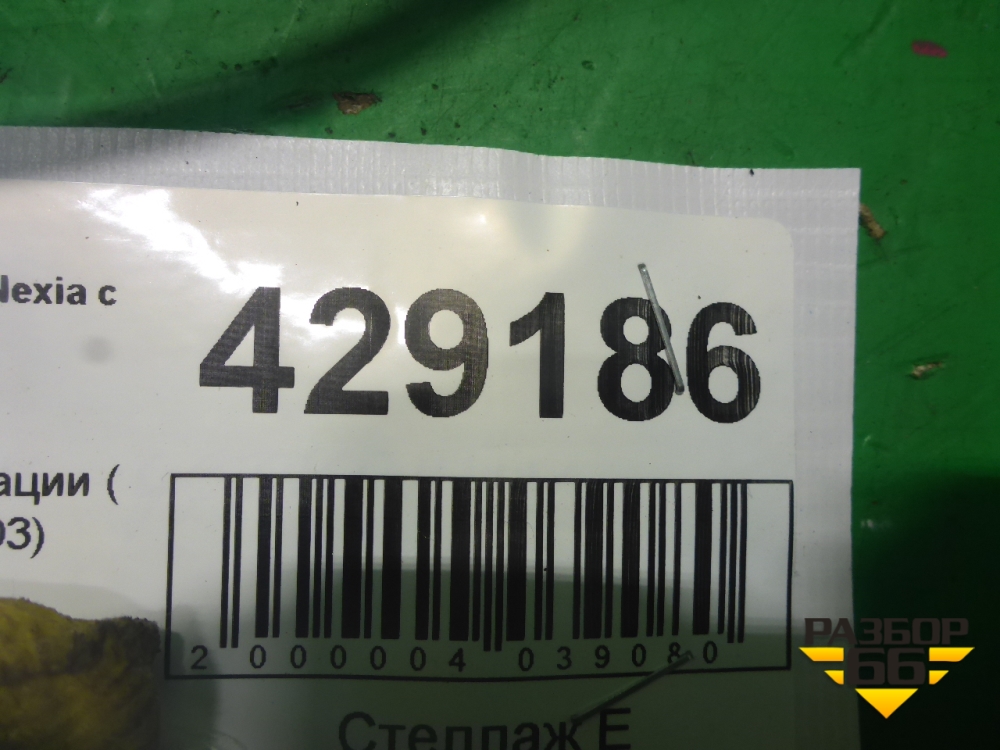 Nexia с
429186
ации (
03)
2 000004 039080
Стеллаж Е
РАЗБОР
66